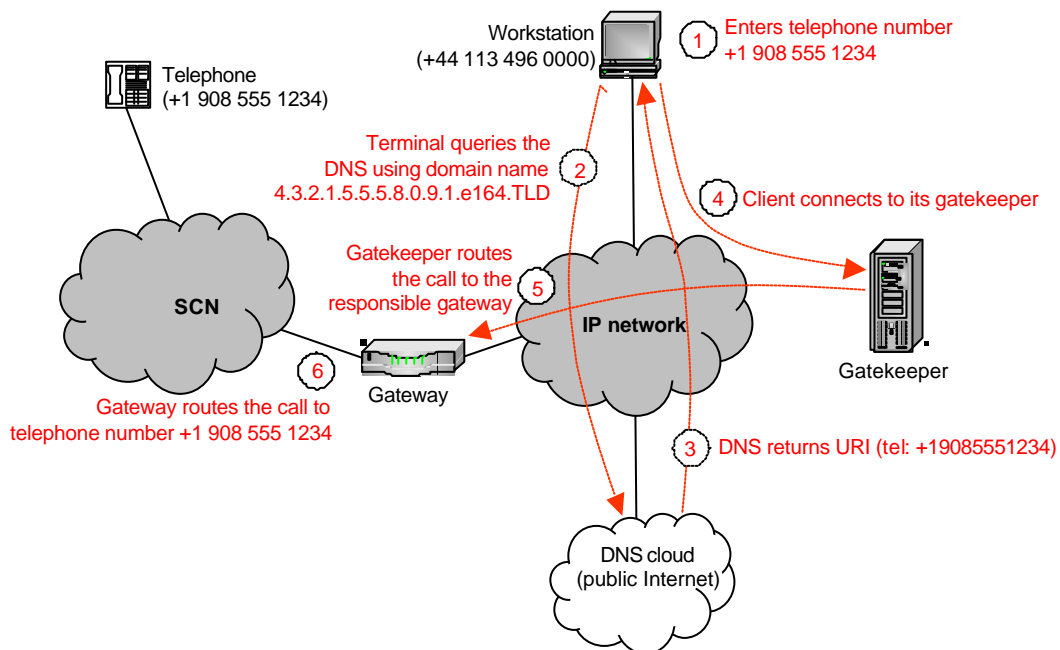 Workstation
(+44 113 496 0000)
1
Enters telephone number
+1 908 555 1234
Telephone
(+1 908 555 1234)
Terminal queries the
DNS using domain name
4.3.2.1.5.5.5.8.0.9.1.e164.TLD
2
4
Client connects to its gatekeeper
Gatekeeper routes
the call to the
responsible gateway
5
SCN
IP network
Gatekeeper
6
Gateway
Gateway routes the call to
telephone number +1 908 555 1234
3
DNS returns URI (tel: +19085551234)
DNS cloud
(public Internet)